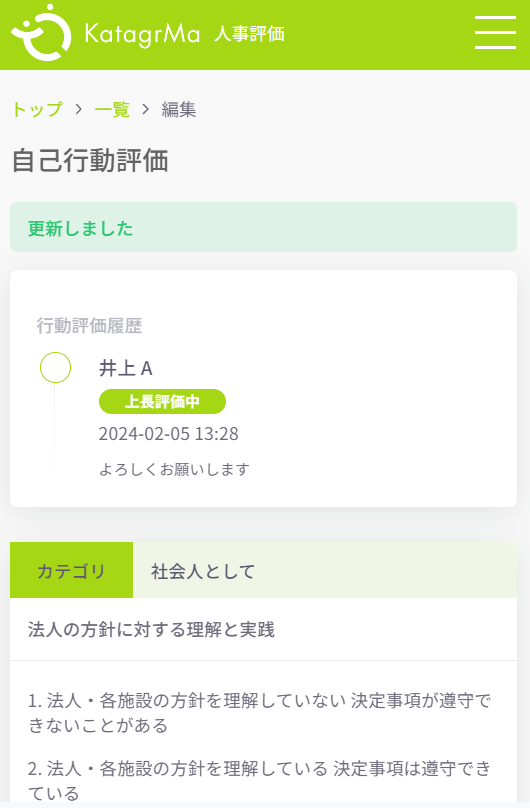 KatagrMa 人事評価
トップ > 一覧 > 編集
自己行動評価
更新しました
行動評価履歴
井上 A
上長評価中
2024-02-05 13:28
よろしくお願いします
カテゴリ 社会人として
法人の方針に対する理解と実践
1. 法人・各施設の方針を理解していない 決定事項が遵守で
きないことがある
2. 法人・各施設の方針を理解している 決定事項は遵守でき
ている